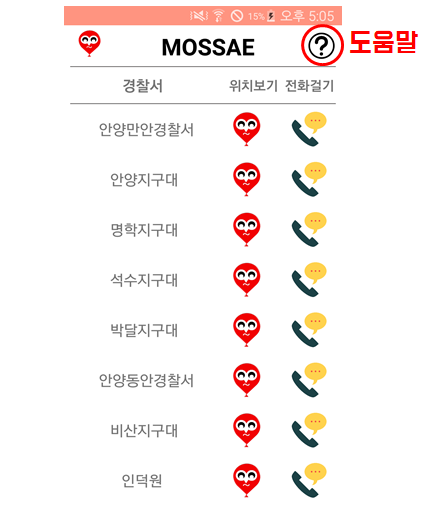 15% 오후 5:05
MOSSAE
? 도움말
경찰서 위치보기 전화걸기
안양만안경찰서
안양지구대
명학지구대
석수지구대
박달지구대
안양동안경찰서
비산지구대
인덕원